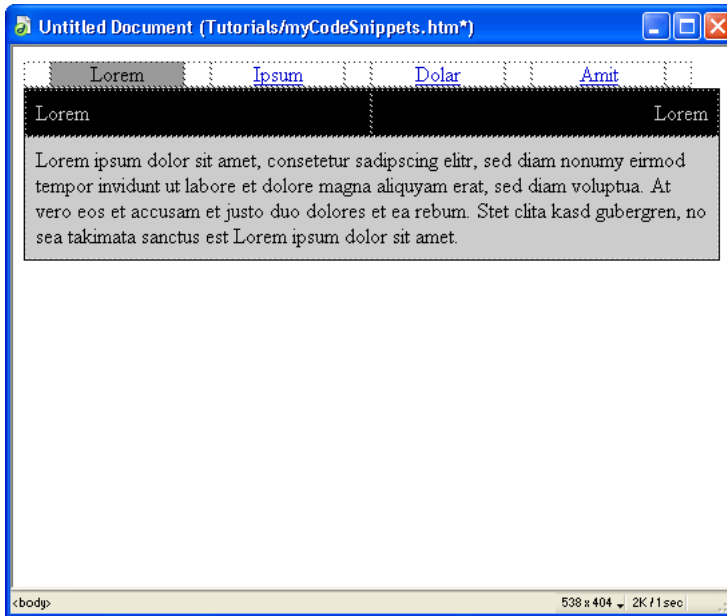 Untitled Document (Tutorials/myCodeSnippets.htm*)
Lorem Ipsum Dolar Amit
Lorem Lorem
Lorem ipsum dolor sit amet, consetetur sadipscing elitr, sed diam nonumy eirmod
tempor invidunt ut labore et dolore magna aliquyam erat, sed diam voluptua. At
vero eos et accusam et justo duo dolores et ea rebum. Stet clita kasd gubergren, no
sea takimata sanctus est Lorem ipsum dolor sit amet.
<body> 538 x 404 2K / 1 sec